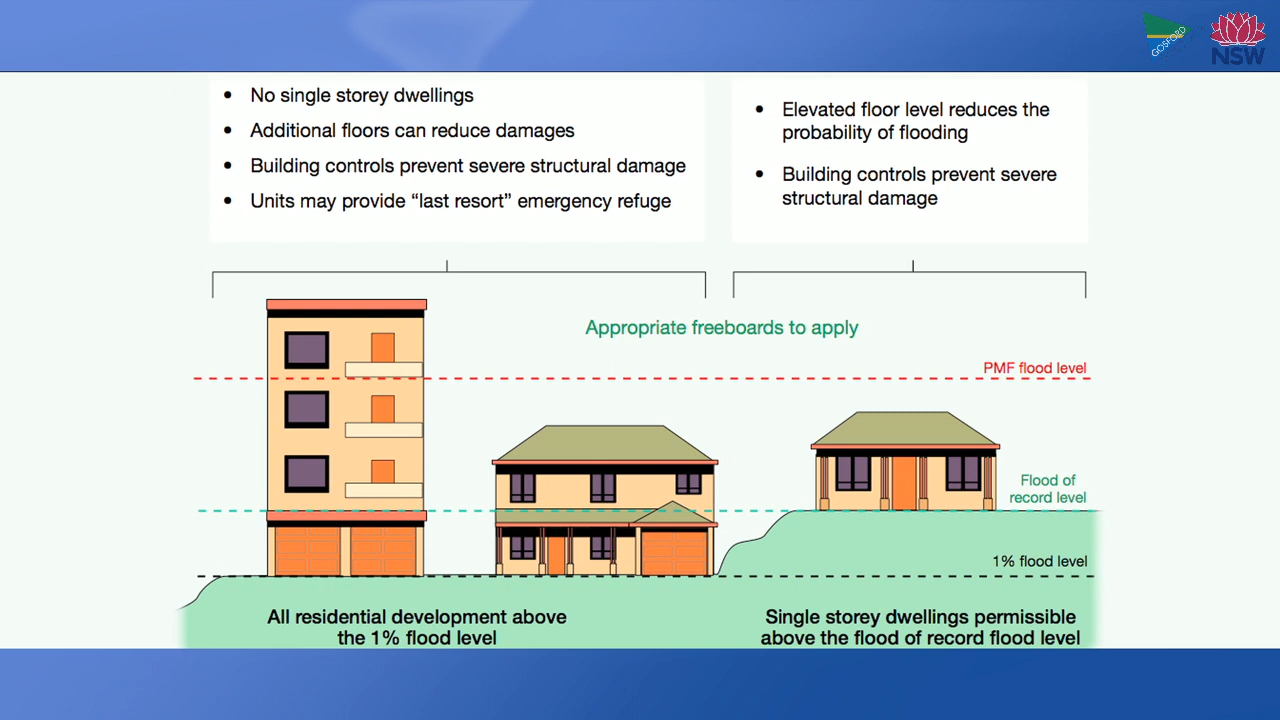 GOSFORD
NSW
• No single storey dwellings
• Additional floors can reduce damages
• Building controls prevent severe structural damage
• Units may provide “last resort” emergency refuge
• Elevated floor level reduces the
probability of flooding
• Building controls prevent severe
structural damage
Appropriate freeboards to apply
PMF flood level
Flood of
record level
1% flood level
All residential development above
the 1% flood level
Single storey dwellings permissible
above the flood of record flood level